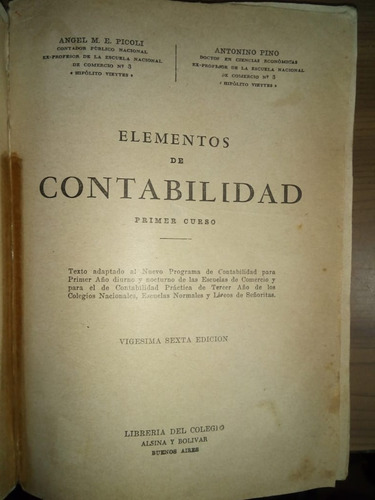 ANGEL M. E. PICOLI
CONTADOR PÚBLICO NACIONAL
EX-PROFESOR DE LA ESCUELA NACIONAL
DE COMERCIO Nº 3
« HIPÓLITO VIEYTES »
ANTONINO PINO
DOCTOR EN CIENCIAS ECONÓMICAS
EX-PROFESOR DE LA ESCUELA NACIONAL
DE COMERCIO Nº 3
« HIPÓLITO VIEYTES »
ELEMENTOS
DE
CONTABILIDAD
PRIMER CURSO
Texto adaptado al Nuevo Programa de Contabilidad para
Primer Año diurno y nocturno de las Escuelas de Comercio y
para el de Contabilidad Práctica de Tercer Año de los
Colegios Nacionales, Escuelas Normales y Liceos de Señoritas.
VIGESIMA SEXTA EDICION
LIBRERIA DEL COLEGIO
ALSINA Y BOLIVAR
BUENOS AIRES